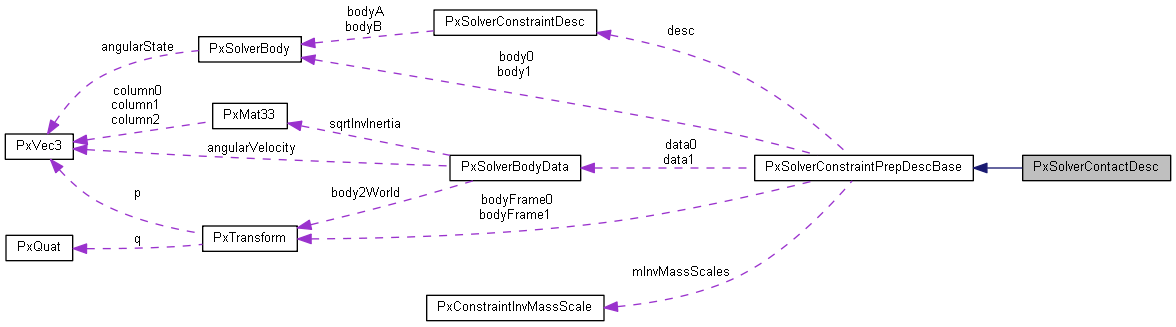 bodyA
bodyB
PxSolverConstraintDesc
desc
angularState
PxSolverBody
body0
body1
column0
column1
column2
PxMat33
sqrtInvInertia
PxVec3
angularVelocity
PxSolverBodyData
data0
data1
PxSolverConstraintPrepDescBase
PxSolverContactDesc
p
body2World
bodyFrame0
bodyFrame1
PxQuat
q
PxTransform
mInvMassScales
PxConstraintInvMassScale